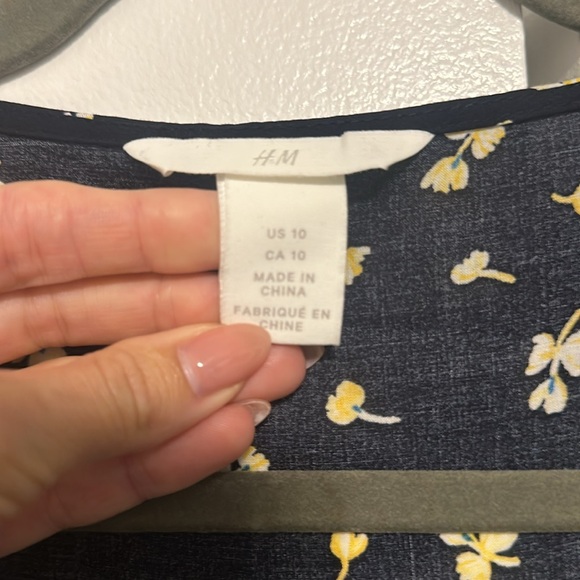 H&M
US 10
CA 10
MADE IN
CHINA
FABRIQUÉ EN
CHINE